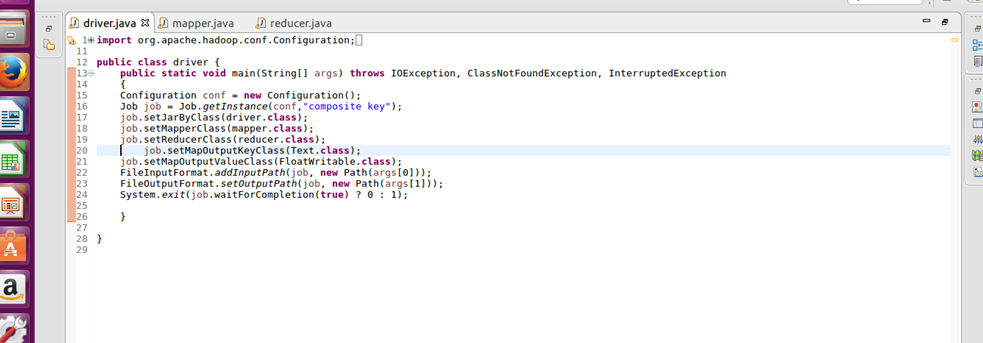 driver.java mapper.java reducer.java
1 import org.apache.hadoop.conf.Configuration;
11
12 public class driver {
13 public static void main(String[] args) throws IOException, ClassNotFoundException, InterruptedException
14 {
15 Configuration conf = new Configuration();
16 Job job = Job.getInstance(conf,"composite key");
17 job.setJarByClass(driver.class);
18 job.setMapperClass(mapper.class);
19 job.setReducerClass(reducer.class);
20 job.setMapOutputKeyClass(Text.class);
21 job.setMapOutputValueClass(FloatWritable.class);
22 FileInputFormat.addInputPath(job, new Path(args[0]));
23 FileOutputFormat.setOutputPath(job, new Path(args[1]));
24 System.exit(job.waitForCompletion(true) ? 0 : 1);
25
26 }
27
28 }
29